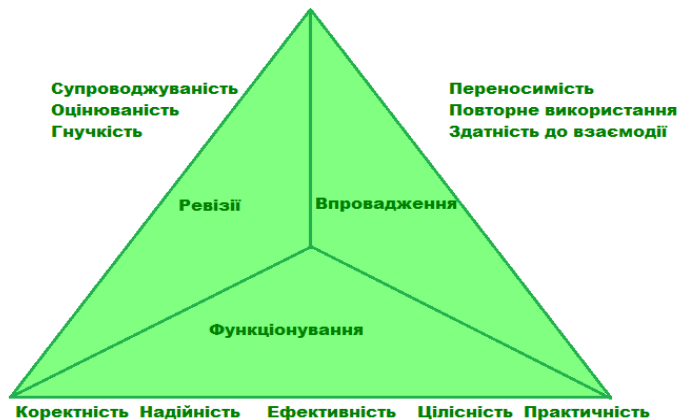 Супроводжуваність
Оцінюваність
Гнучкість
Переносимість
Повторне використання
Здатність до взаємодії
Ревізії
Впровадження
Функціонування
Коректність Надійність Ефективність Цілісність Практичність